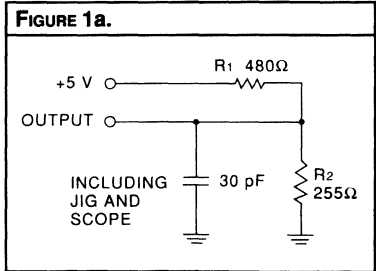 FIGURE 1a.
R1 480Ω
+5 V
OUTPUT
INCLUDING
JIG AND
SCOPE
30 pF
R2
255Ω